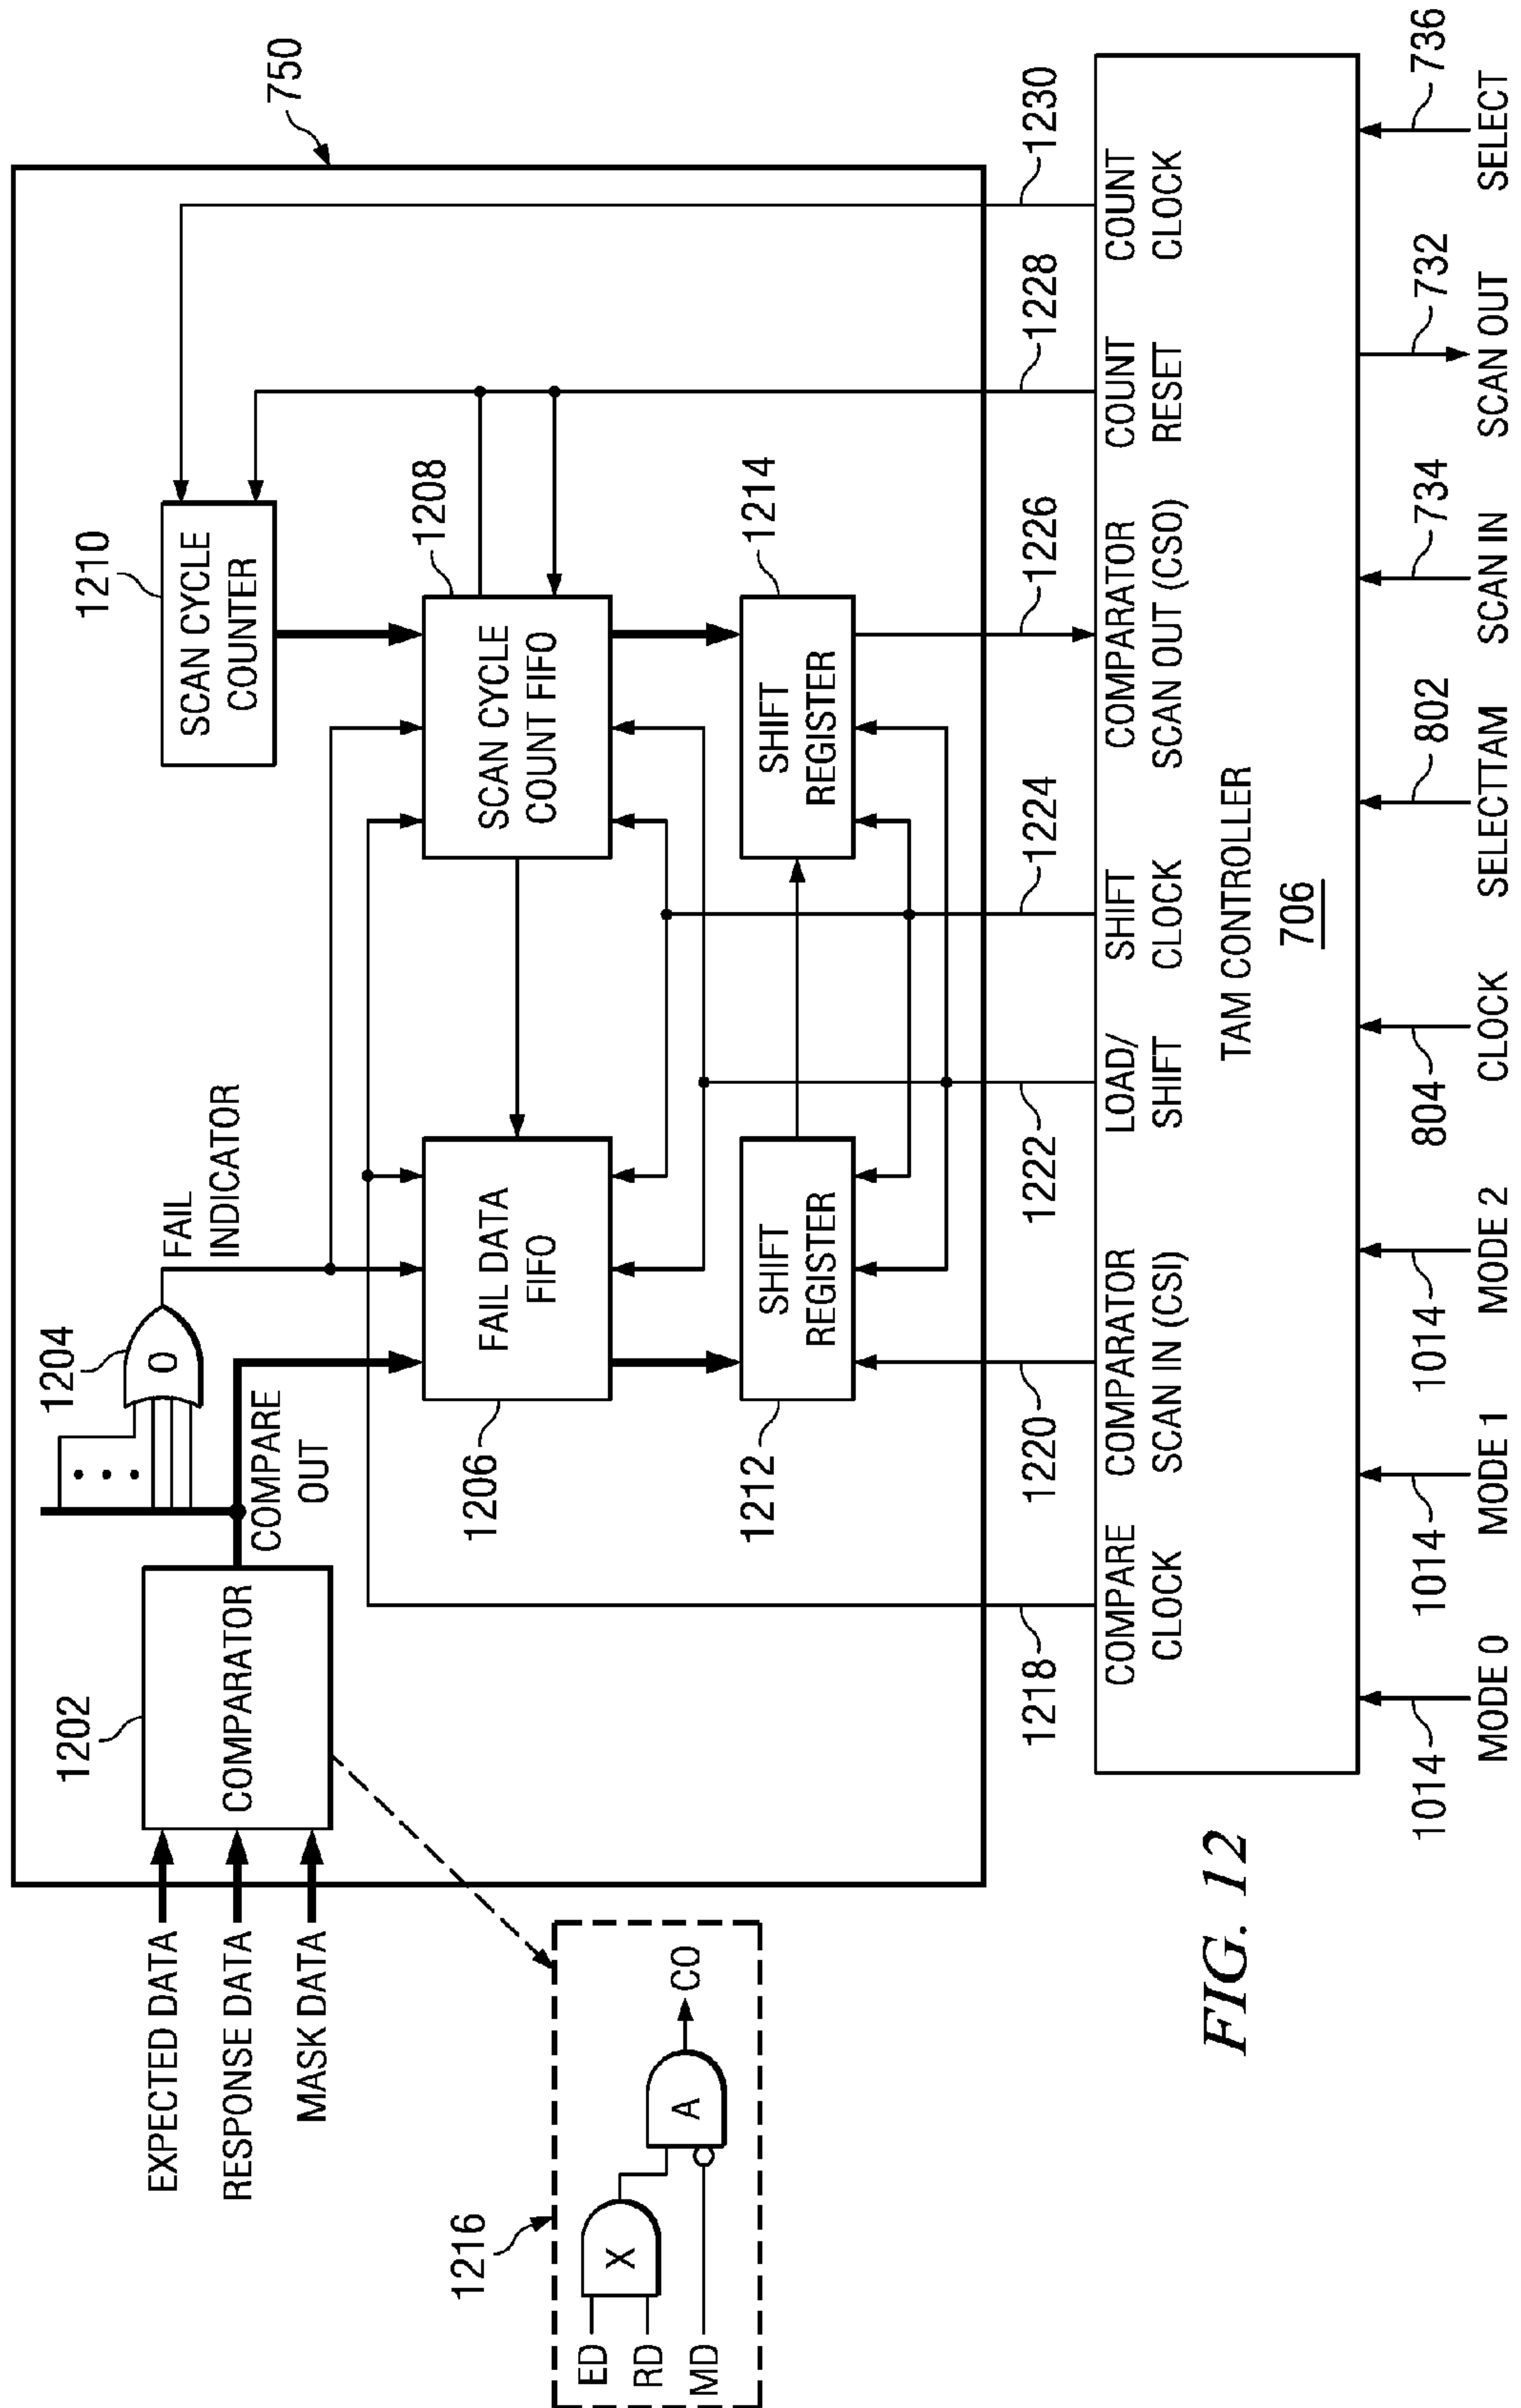 750
1202
EXPECTED DATA
RESPONSE DATA
MASK DATA
COMPARATOR
COMPARE
OUT
1204
O
FAIL
INDICATOR
1210
SCAN CYCLE
COUNTER
1206
FAIL DATA
FIFO
1208
SCAN CYCLE
COUNT FIFO
1212
SHIFT
REGISTER
1214
SHIFT
REGISTER
1216
ED
RD
MD
X
A
CO
1218
1220
1222
1224
1226
1228
1230
COMPARE
CLOCK
COMPARATOR
SCAN IN (CSI)
LOAD/
SHIFT
SHIFT
CLOCK
COMPARATOR
SCAN OUT (CSO)
COUNT
RESET
COUNT
CLOCK
TAM CONTROLLER
706
1014
1014
1014
804
802
734
732
736
MODE 0
MODE 1
MODE 2
CLOCK
SELECTTAM
SCAN IN
SCAN OUT
SELECT
FIG. 12